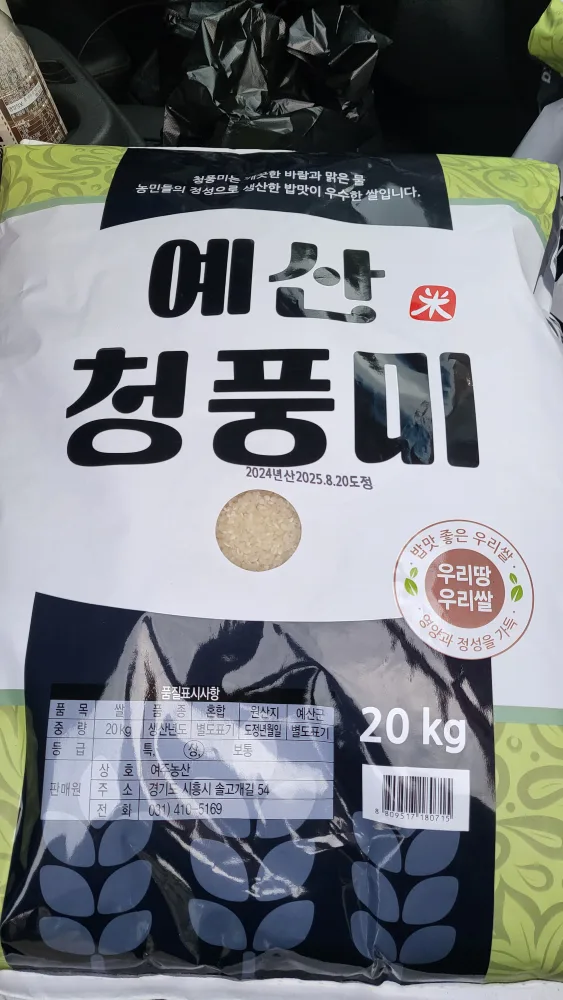 청풍미는 깨끗한 바람과 맑은 물
농민들의 정성으로 생산한 밥맛이 우수한 쌀입니다.
예산 米
청풍미
2024년산2025.8.20도정
밥맛 좋은 우리쌀
우리땅
우리쌀
영양과 정성을 가득
품질표시사항
품 목 쌀 품 종 혼합 원산지 예산군
중 량 20kg 생산년도 별도표기 도정년월일 별도표기
등 급 특, 상, 보통
판매원 상 호 여주농산
주 소 경기도 시흥시 솔고개길 54
전 화 031) 410-5169
20 kg
8 809517 180715